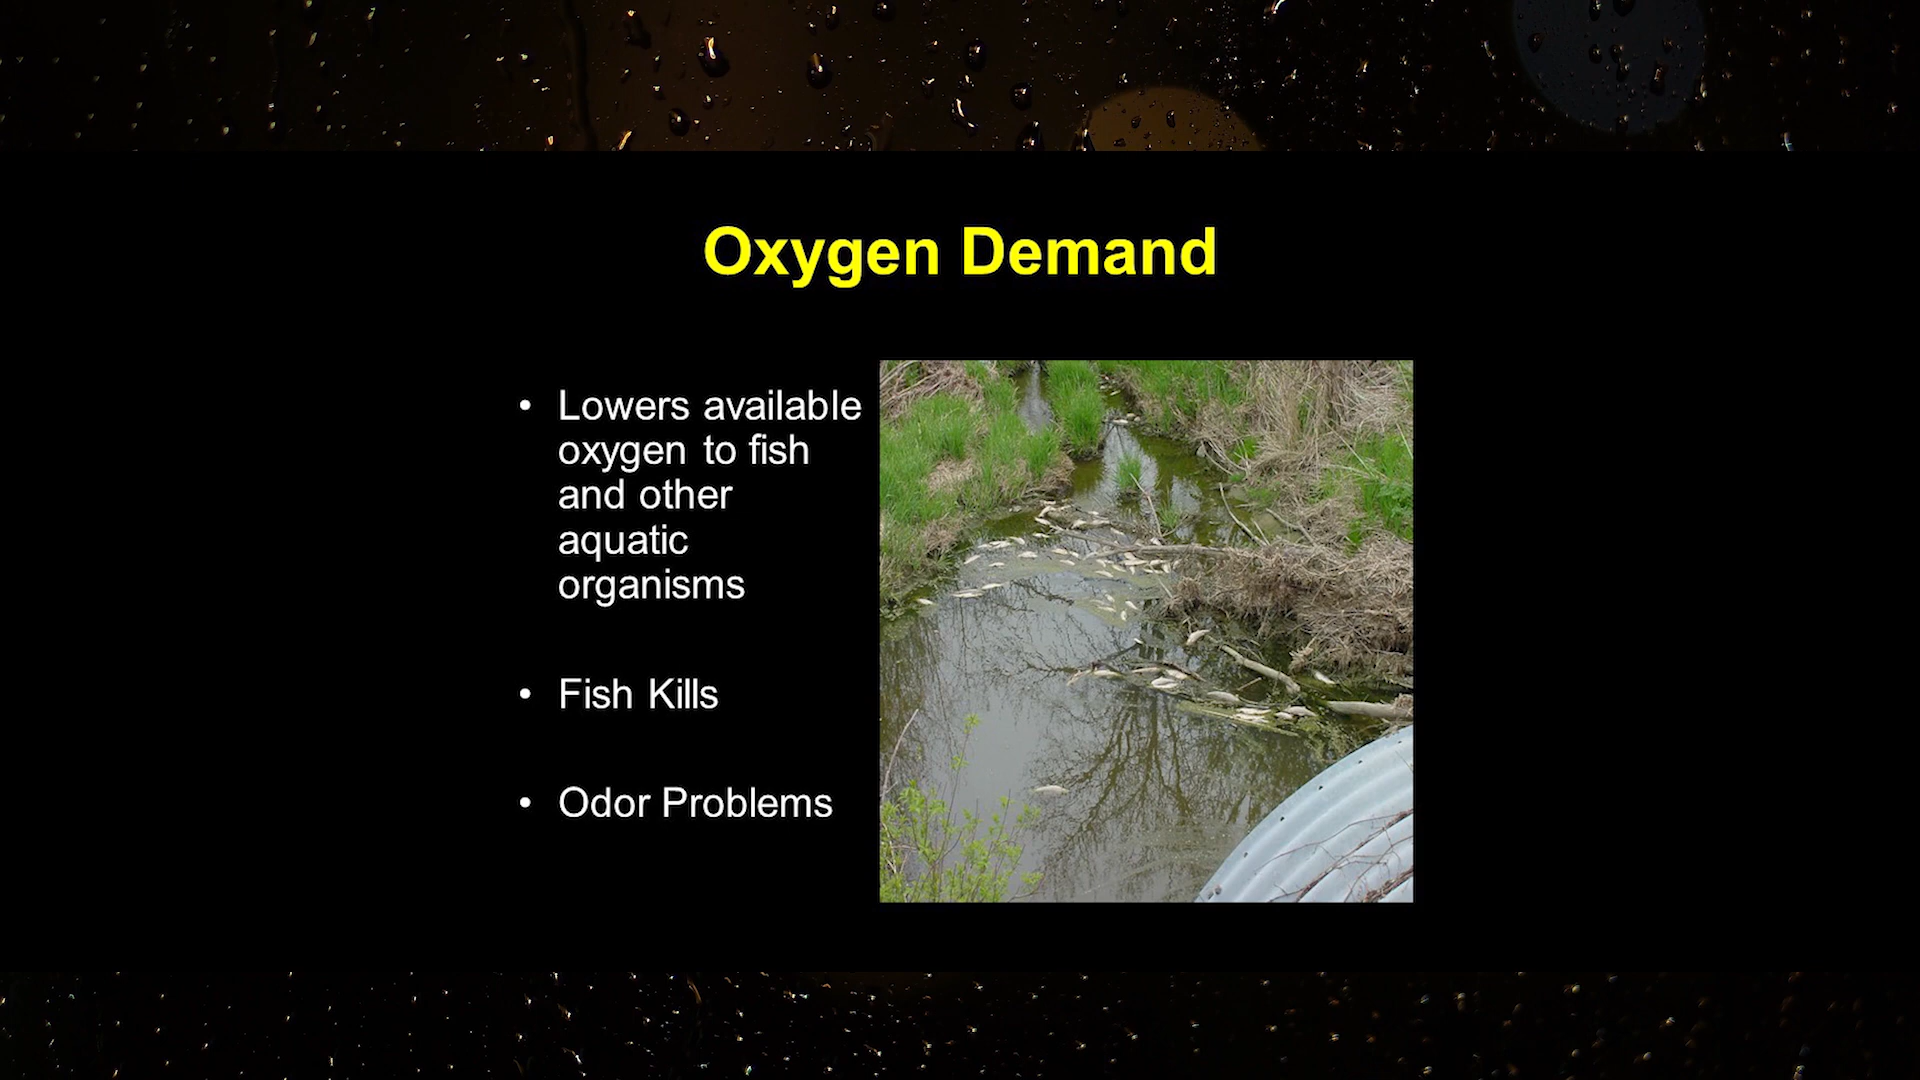 Oxygen Demand
• Lowers available
oxygen to fish
and other
aquatic
organisms
• Fish Kills
• Odor Problems